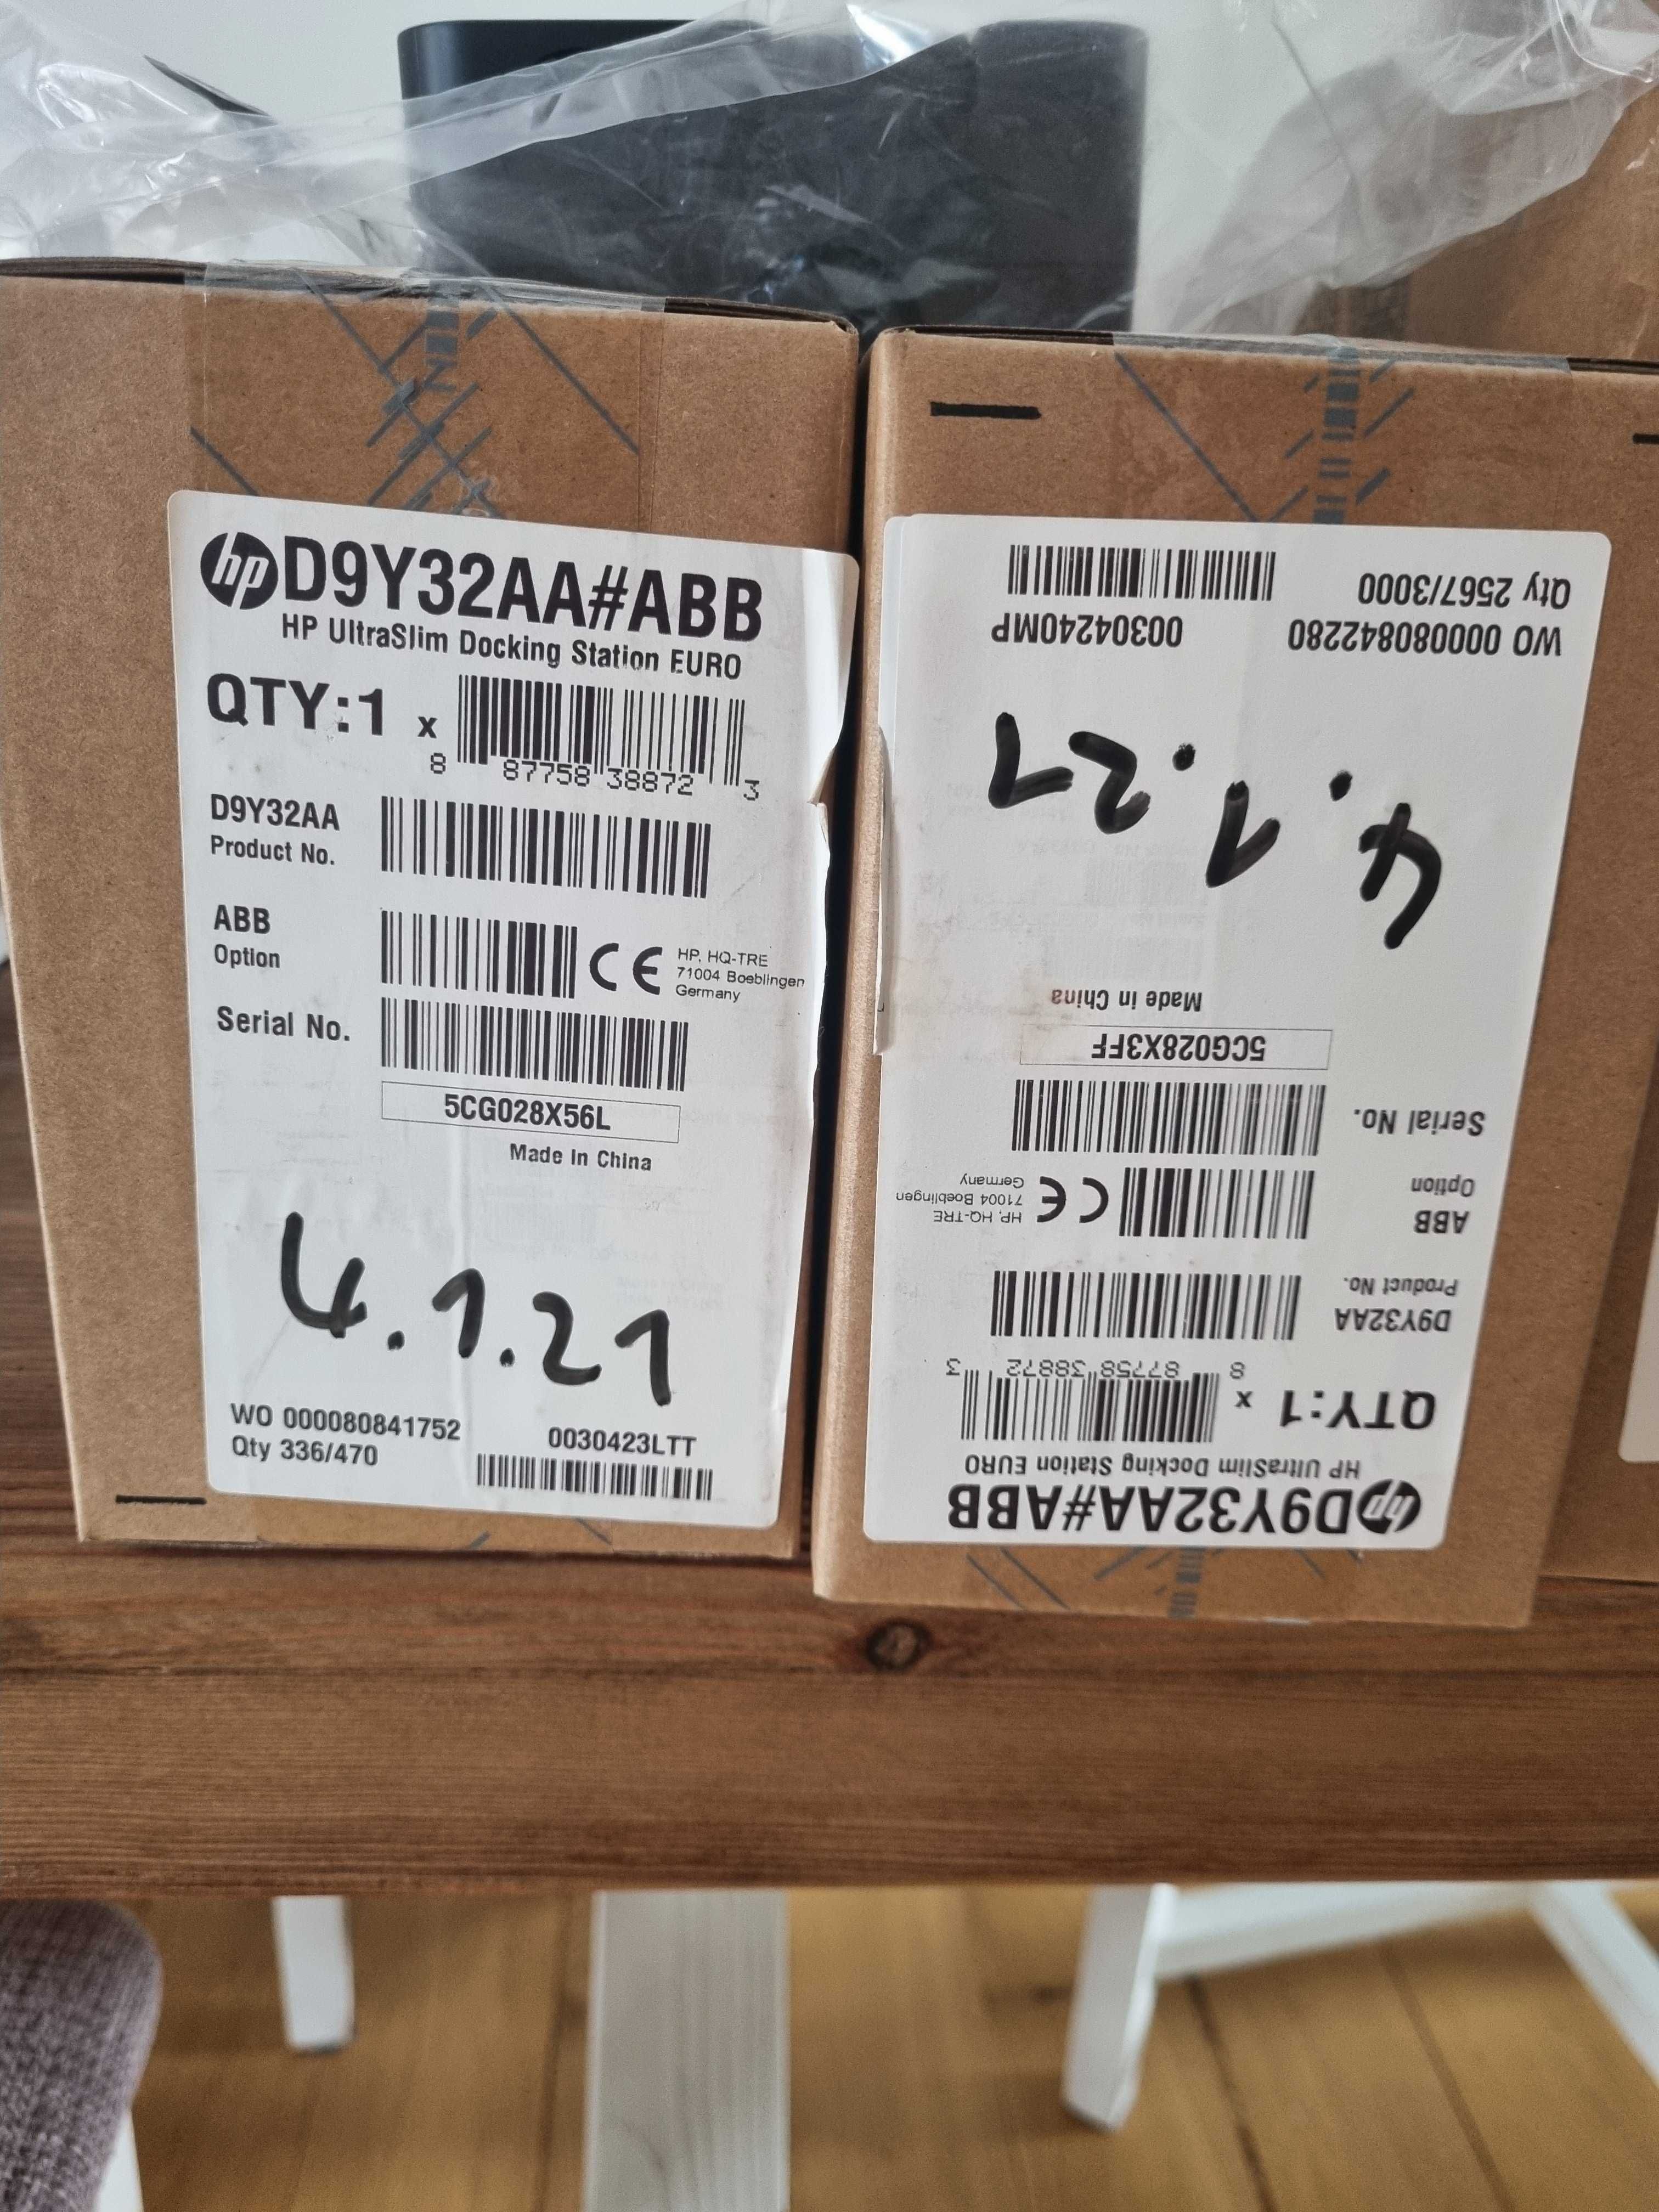 hp D9Y32AA#ABB
HP UltraSlim Docking Station EURO
QTY:1 x
8 87758 38872 3
D9Y32AA
Product No.
ABB
Option
CE
HP, HQ-TRE
71004 Boeblingen
Germany
Serial No.
5CG028X56L
Made In China
4.1.21
WO 000080841752
Qty 336/470
0030423LTT
hp D9Y32AA#ABB
HP UltraSlim Docking Station EURO
QTY:1 x
8 87758 38872 3
D9Y32AA
Product No.
ABB
Option
CE
HP, HQ-TRE
71004 Boeblingen
Germany
Serial No.
5CG028X3FF
Made in China
4.1.21
WO 000080842280
Qty 2567/3000
0030424QMP